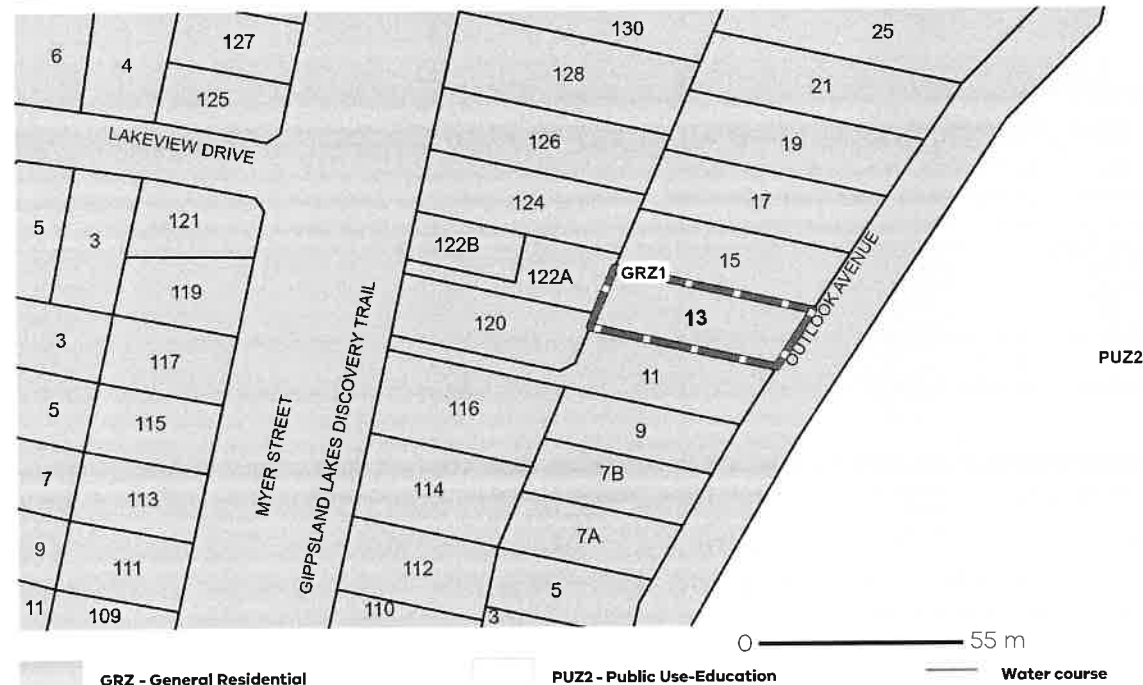 130
25
127
6
4
128
21
125
126
19
LAKEVIEW DRIVE
124
17
5
3
121
122B
15
122A
GRZ1
119
120
13
OUTLOOK AVENUE
3
117
11
PUZ2
116
5
115
9
MYER STREET
GIPPSLAND LAKES DISCOVERY TRAIL
7
113
114
7B
7A
9
111
112
5
11
109
110
3
0 55 m
GRZ - General Residential
PUZ2 - Public Use-Education
Water course